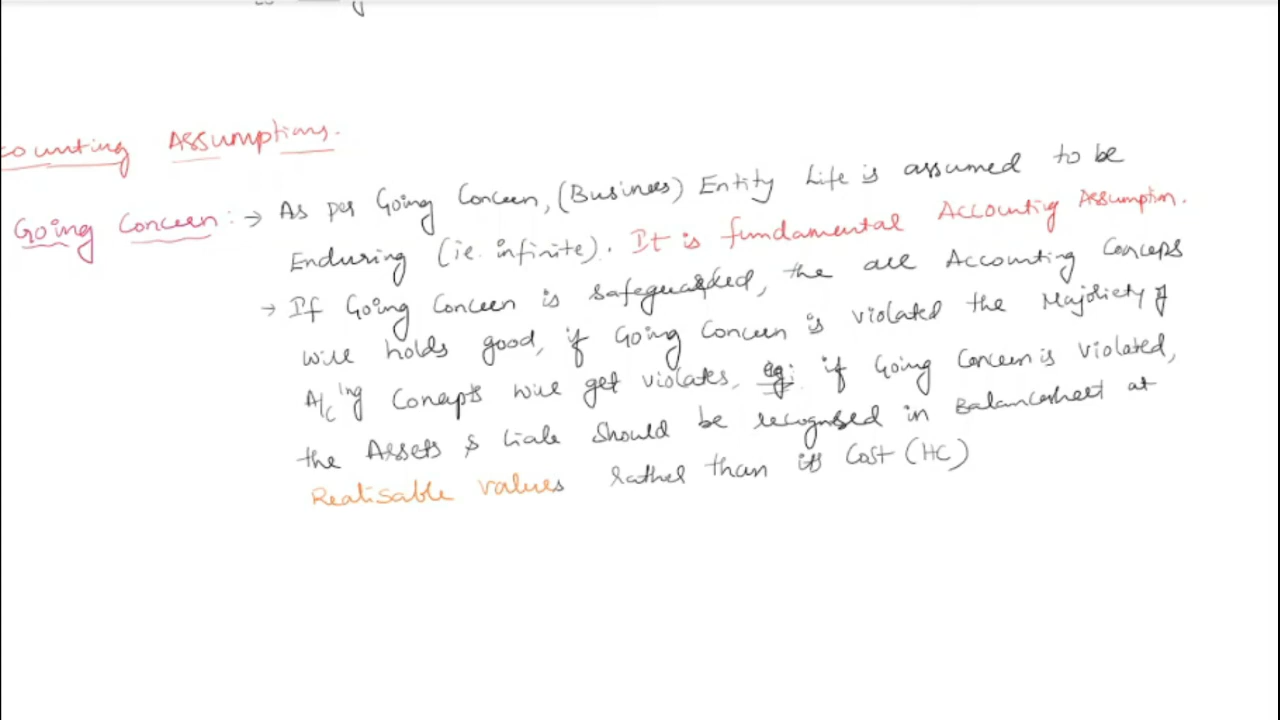 counting Assumptions.
Going Concern :→ As per Going Concern, (Business) Entity Life is assumed to be
Enduring (ie. infinite). It is fundamental Accounting Assumption.
→ If Going Concern is safeguarded, the all Accounting Conceps
will holds good, if Going Concern is violated the Majoriety of
A/c ing Conapts will get violates, eg: if Going Concern is violated,
the Assets & Liab should be recognised in Balancesheet at
Realisable values rather than its Cost (HC)